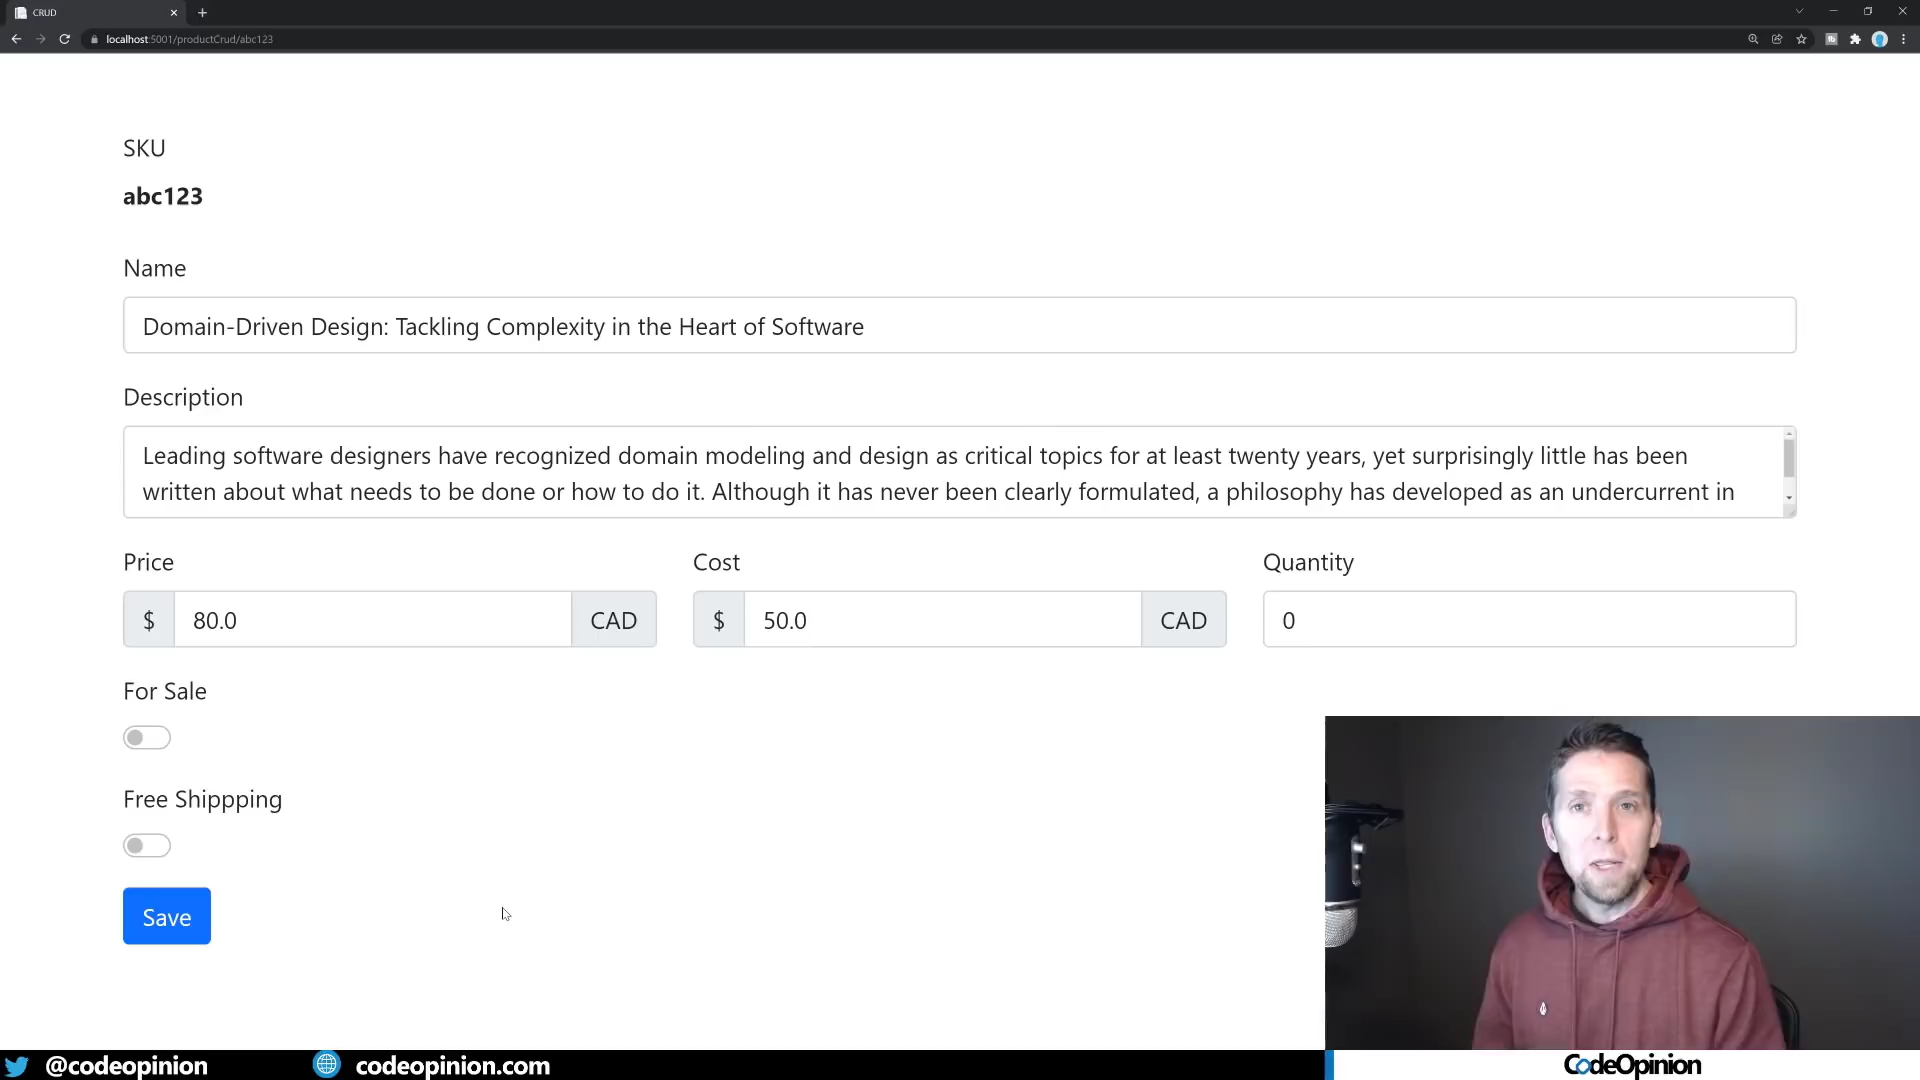 CRUD
localhost:5001/productCrud/abc123
SKU
abc123
Name
Domain-Driven Design: Tackling Complexity in the Heart of Software
Description
Leading software designers have recognized domain modeling and design as critical topics for at least twenty years, yet surprisingly little has been
written about what needs to be done or how to do it. Although it has never been clearly formulated, a philosophy has developed as an undercurrent in
Price
Cost
Quantity
$ 80.0 CAD
$ 50.0 CAD
0
For Sale
Free Shippping
Save
@codeopinion
codeopinion.com
CodeOpinion